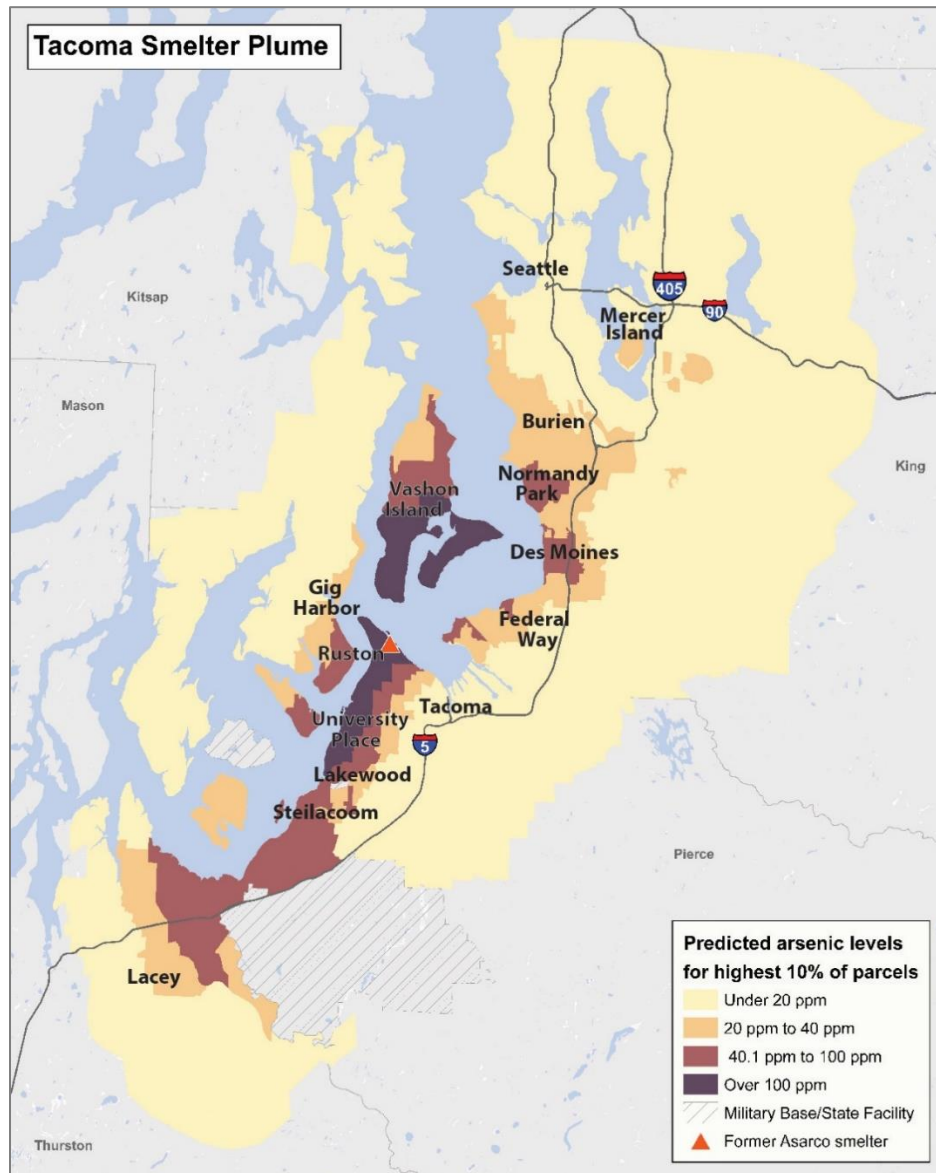 Tacoma Smelter Plume
Seattle
405
90
Kitsap
Mercer
Island
Mason
Burien
King
Normandy
Park
Vashon
Island
Des Moines
Gig
Harbor
Federal
Way
Ruston
Tacoma
University
Place
5
Lakewood
Steilacoom
Pierce
Lacey
Thurston
Predicted arsenic levels
for highest 10% of parcels
Under 20 ppm
20 ppm to 40 ppm
40.1 ppm to 100 ppm
Over 100 ppm
Military Base/State Facility
Former Asarco smelter